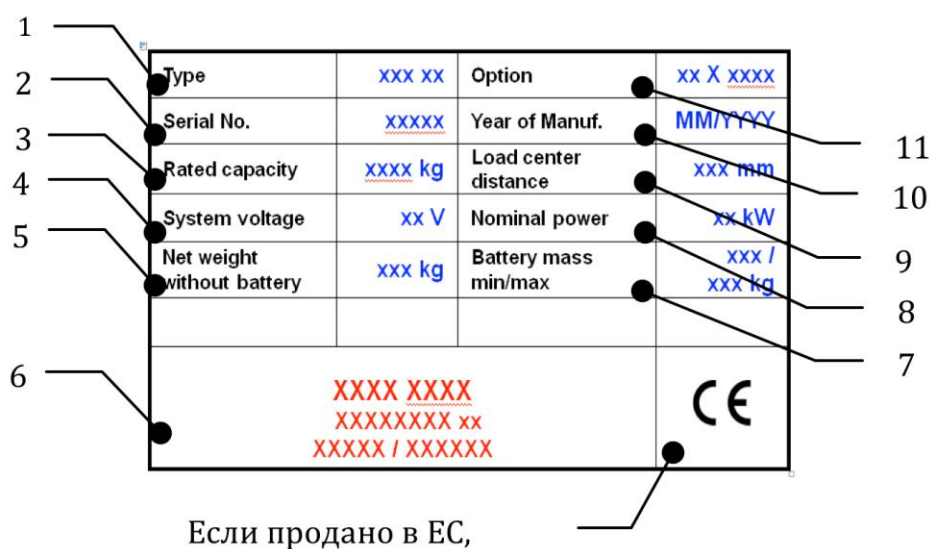 1
2
3
4
5
6
Type xxx xx Option xx X xxxx
Serial No. xxxxx Year of Manuf. MM/YYYY
Rated capacity xxxx kg Load center
distance xxx mm
System voltage xx V Nominal power xx kW
Net weight
without battery xxx kg Battery mass
min/max xxx /
xxx kg
XXXX XXXX
XXXXXXXX xx
XXXXX / XXXXXX
CE
11
10
9
8
7
Если продано в ЕС,